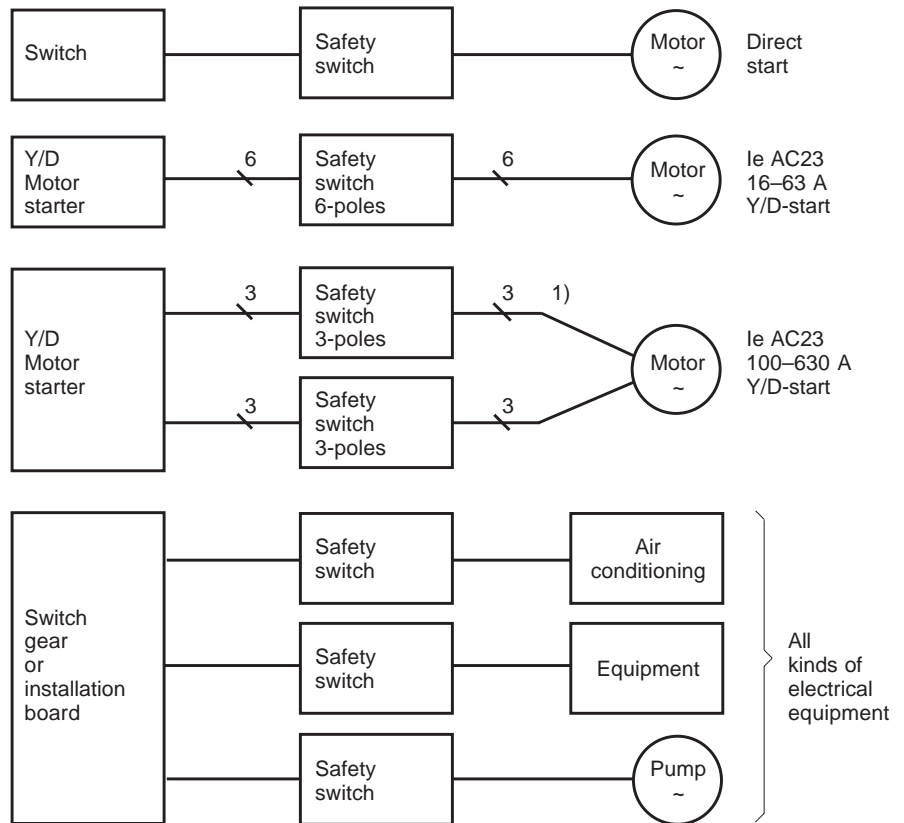 Switch
Safety
switch
Motor
~
Direct
start
Y/D
Motor
starter
6
Safety
switch
6-poles
6
Motor
~
Ie AC23
16–63 A
Y/D-start
Y/D
Motor
starter
3
Safety
switch
3-poles
3
1)
3
Safety
switch
3-poles
3
Motor
~
Ie AC23
100–630 A
Y/D-start
Switch
gear
or
installation
board
Safety
switch
Air
conditioning
Safety
switch
Equipment
Safety
switch
Pump
~
All
kinds of
electrical
equipment